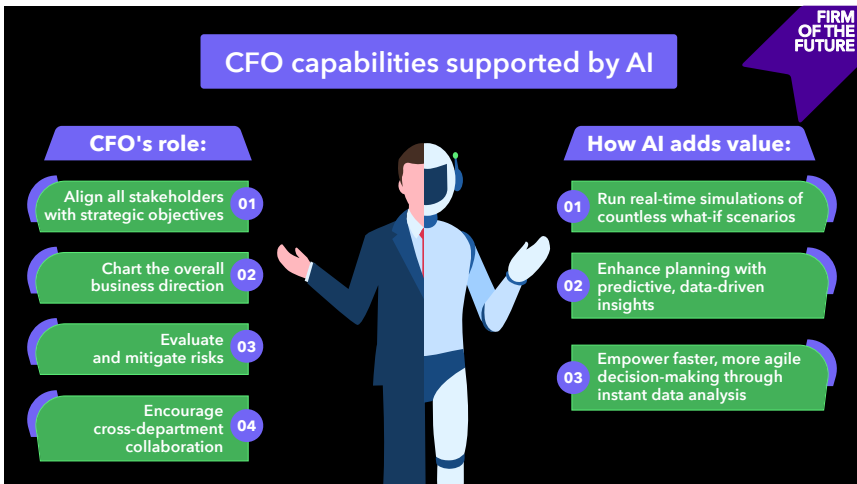 FIRM
OF THE
FUTURE
CFO capabilities supported by AI
CFO's role:
Align all stakeholders
with strategic objectives
01
Chart the overall
business direction
02
Evaluate
and mitigate risks
03
Encourage
cross-department
collaboration
04
How AI adds value:
01
Run real-time simulations of
countless what-if scenarios
02
Enhance planning with
predictive, data-driven
insights
03
Empower faster, more agile
decision-making through
instant data analysis